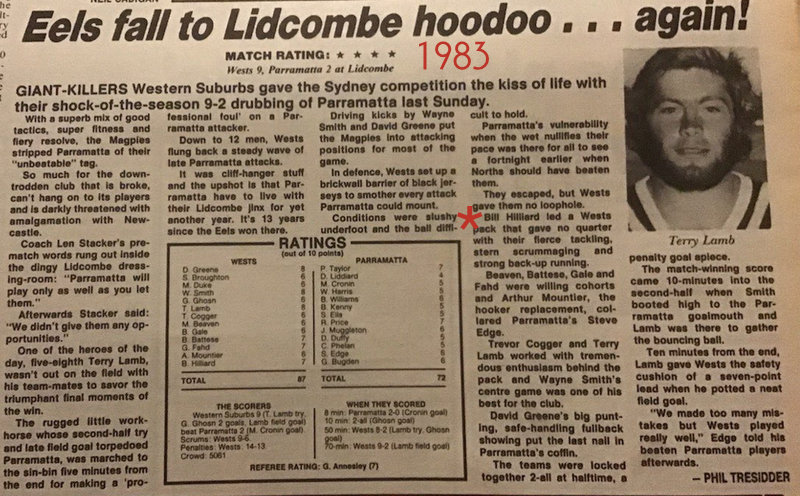 NEIL CADIGAN
Eels fall to Lidcombe hoodoo . . . again!
MATCH RATING: ★ ★ ★ ★
1983
Wests 9, Parramatta 2 at Lidcombe
GIANT-KILLERS Western Suburbs gave the Sydney competition the kiss of life with
their shock-of-the-season 9-2 drubbing of Parramatta last Sunday.
With a superb mix of good
tactics, super fitness and
fiery resolve, the Magpies
stripped Parramatta of their
"unbeatable" tag.
So much for the down-
trodden club that is broke,
can't hang on to its players
and is darkly threatened with
amalgamation with New-
castle.
Coach Len Stacker's pre-
match words rung out inside
the dingy Lidcombe dress-
ing-room: "Parramatta will
play only as well as you let
them."
Afterwards Stacker said:
"We didn't give them any op-
portunities."
One of the heroes of the
day, five-eighth Terry Lamb,
wasn't out on the field with
his team-mates to savor the
triumphant final moments of
the win.
The rugged little work-
horse whose second-half try
and late field goal torpedoed
Parramatta, was marched to
the sin-bin five minutes from
the end for making a 'pro-
fessional foul' on a Par-
ramatta attacker.
Down to 12 men, Wests
flung back a steady wave of
late Parramatta attacks.
It was cliff-hanger stuff
and the upshot is that Par-
ramatta have to live with
their Lidcombe jinx for yet
another year. It's 13 years
since the Eels won there.
Driving kicks by Wayne
Smith and David Greene put
the Magpies into attacking
positions for most of the
game.
In defence, Wests set up a
brickwall barrier of black jer-
seys to smother every attack
Parramatta could mount.
Conditions were slushy
underfoot and the ball diffi-
cult to hold.
Parramatta's vulnerability
when the wet nullifies their
pace was there for all to see
a fortnight earlier when
Norths should have beaten
them.
They escaped, but Wests
gave them no loophole.
* Bill Hilliard led a Wests
pack that gave no quarter
with their fierce tackling,
stern scrummaging and
strong back-up running.
Beaven, Battese, Gale and
Fahd were willing cohorts
and Arthur Mountier, the
hooker replacement, col-
lared Parramatta's Steve
Edge.
Trevor Cogger and Terry
Lamb worked with tremen-
dous enthusiasm behind the
pack and Wayne Smith's
centre game was one of his
best for the club.
David Greene's big punt-
ing, safe-handling fullback
showing put the last nail in
Parramatta's coffin.
The teams were locked
together 2-all at halftime, a
Terry Lamb
penalty goal apiece.
The match-winning score
came 10-minutes into the
second-half when Smith
booted high to the Par-
ramatta goalmouth and
Lamb was there to gather
the bouncing ball.
Ten minutes from the end,
Lamb gave Wests the safety
cushion of a seven-point
lead when he potted a neat
field goal.
"We made too many mis-
takes but Wests played
really well," Edge told his
beaten Parramatta players
afterwards.
– PHIL TRESIDDER
RATINGS
(out of 10 points)
WESTS
D. Greene 8
S. Broughton 6
M. Duke 6
W. Smith 8
G. Ghosn 6
T. Lamb 8
T. Cogger 6
M. Beaven 6
B. Gale 6
B. Battese 7
G. Fahd 7
A. Mountier 6
B. Hilliard 7
TOTAL 87
PARRAMATTA
P. Taylor 7
D. Liddiard 4
M. Cronin 5
W. Harris 5
B. Williams 6
B. Kenny 5
S. Ella 5
R. Price 7
J. Muggleton 6
D. Duffy 5
C. Phelan 5
S. Edge 6
G. Bugden 6
TOTAL 72
THE SCORERS
Western Suburbs 9 (T. Lamb try,
G. Ghosn 2 goals, Lamb field goal)
beat Parramatta 2 (M. Cronin goal).
Scrums: Wests 9-6.
Penalties: Wests 14-13.
Crowd: 5061
WHEN THEY SCORED
8 min: Parramatta 2-0 (Cronin goal)
10 min: 2-all (Ghosn goal)
50 min: Wests 8-2 (Lamb try, Ghosn
goal)
70-min: Wests 9-2 (Lamb field goal)
REFEREE RATING: G. Annesley (7)